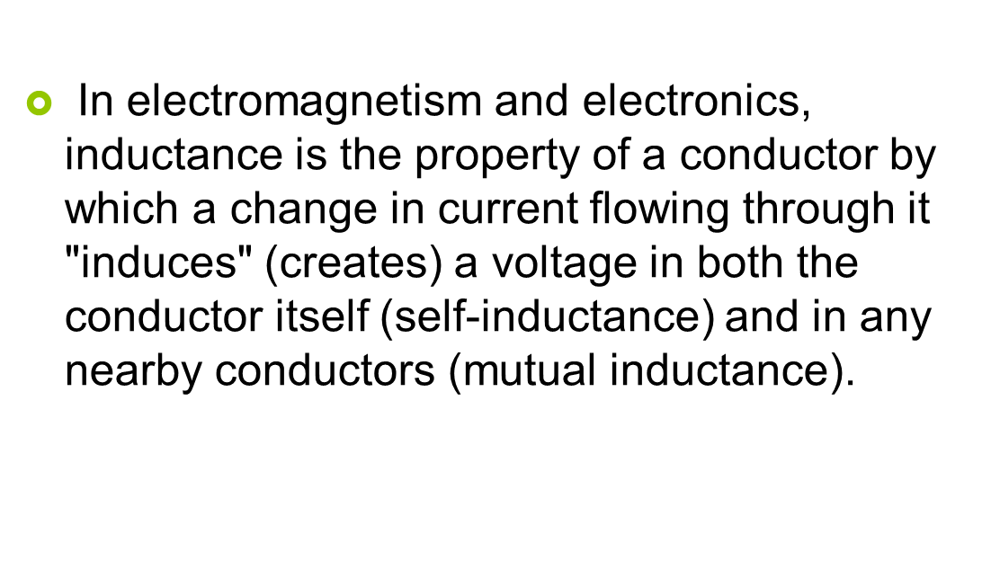 In electromagnetism and electronics,
inductance is the property of a conductor by
which a change in current flowing through it
"induces" (creates) a voltage in both the
conductor itself (self-inductance) and in any
nearby conductors (mutual inductance).